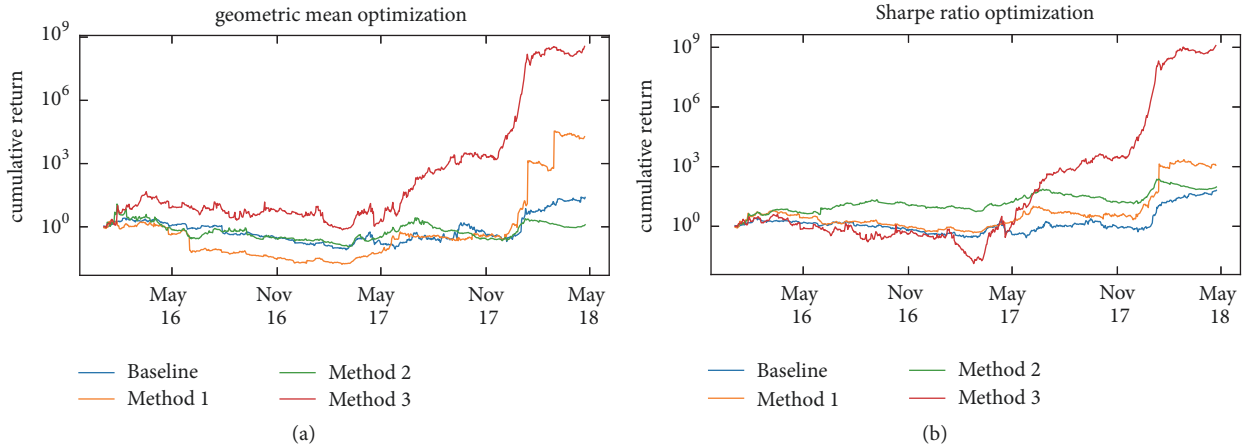 geometric mean optimization
cumulative return
10^9
10^6
10^3
10^0
May 16
Nov 16
May 17
Nov 17
May 18
Baseline
Method 1
Method 2
Method 3
(a)
Sharpe ratio optimization
cumulative return
10^9
10^6
10^3
10^0
May 16
Nov 16
May 17
Nov 17
May 18
Baseline
Method 1
Method 2
Method 3
(b)